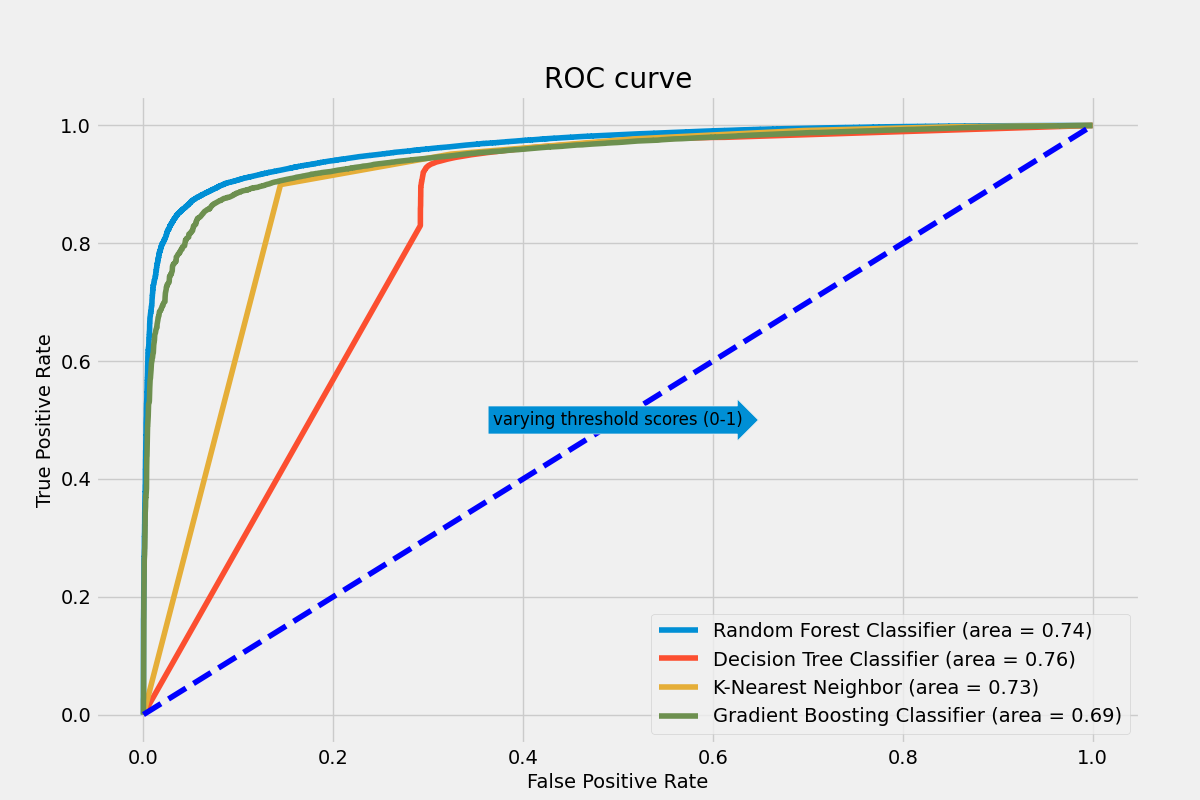 ROC curve
1.0
0.8
0.6
0.4
0.2
0.0
True Positive Rate
varying threshold scores (0-1)
Random Forest Classifier (area = 0.74)
Decision Tree Classifier (area = 0.76)
K-Nearest Neighbor (area = 0.73)
Gradient Boosting Classifier (area = 0.69)
0.0 0.2 0.4 0.6 0.8 1.0
False Positive Rate